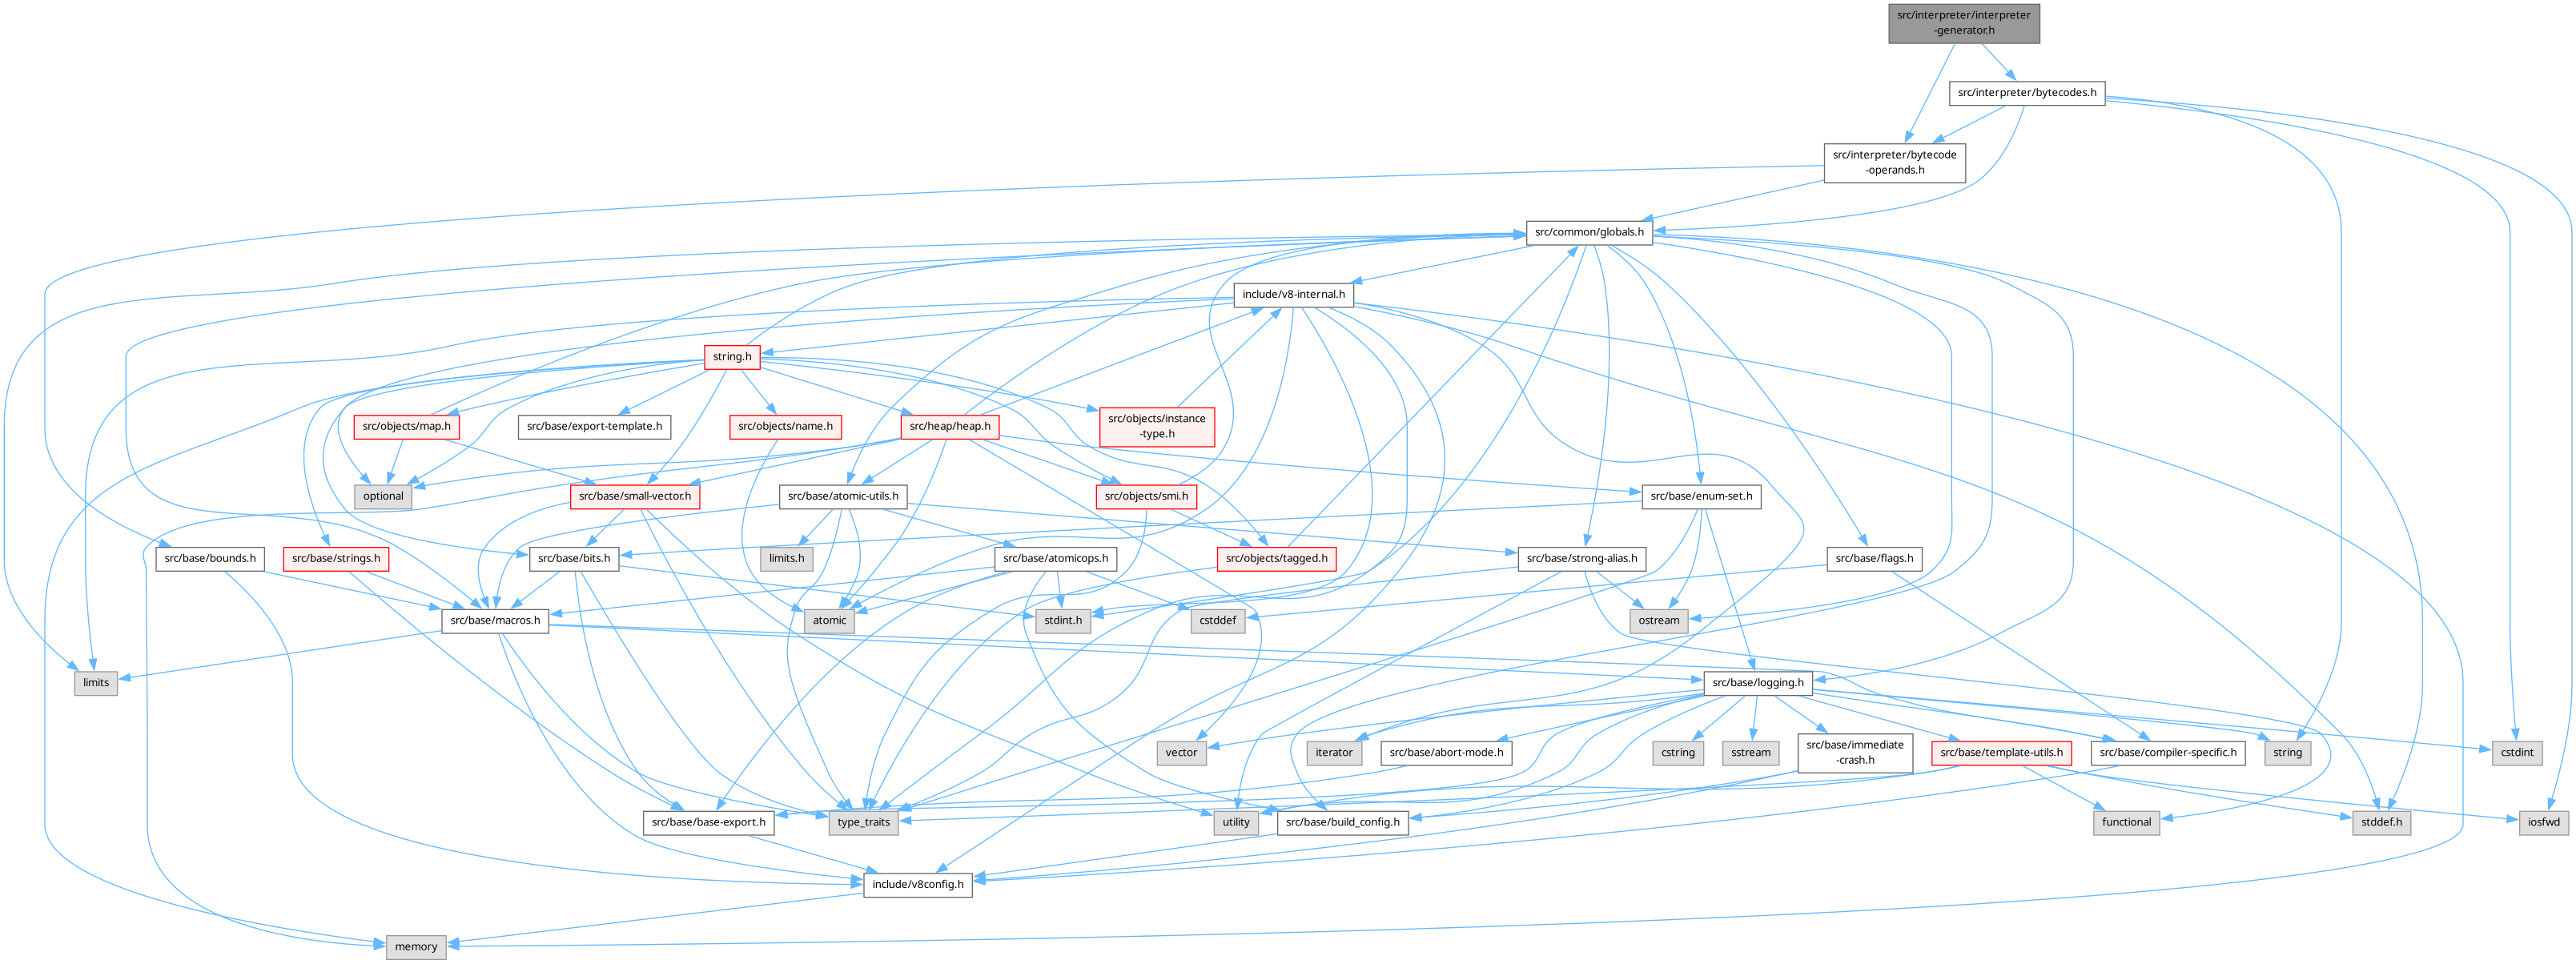 src/interpreter/interpreter
-generator.h
src/interpreter/bytecodes.h
src/interpreter/bytecode
-operands.h
src/common/globals.h
include/v8-internal.h
string.h
src/objects/map.h
src/base/export-template.h
src/objects/name.h
src/heap/heap.h
src/objects/instance
-type.h
optional
src/base/small-vector.h
src/base/atomic-utils.h
src/objects/smi.h
src/base/enum-set.h
src/base/bounds.h
src/base/strings.h
src/base/bits.h
limits.h
src/base/atomicops.h
src/objects/tagged.h
src/base/strong-alias.h
src/base/flags.h
src/base/macros.h
atomic
stdint.h
cstddef
ostream
limits
src/base/logging.h
vector
iterator
src/base/abort-mode.h
cstring
sstream
src/base/immediate
-crash.h
src/base/template-utils.h
src/base/compiler-specific.h
string
cstdint
src/base/base-export.h
type_traits
utility
src/base/build_config.h
functional
stddef.h
iosfwd
include/v8config.h
memory